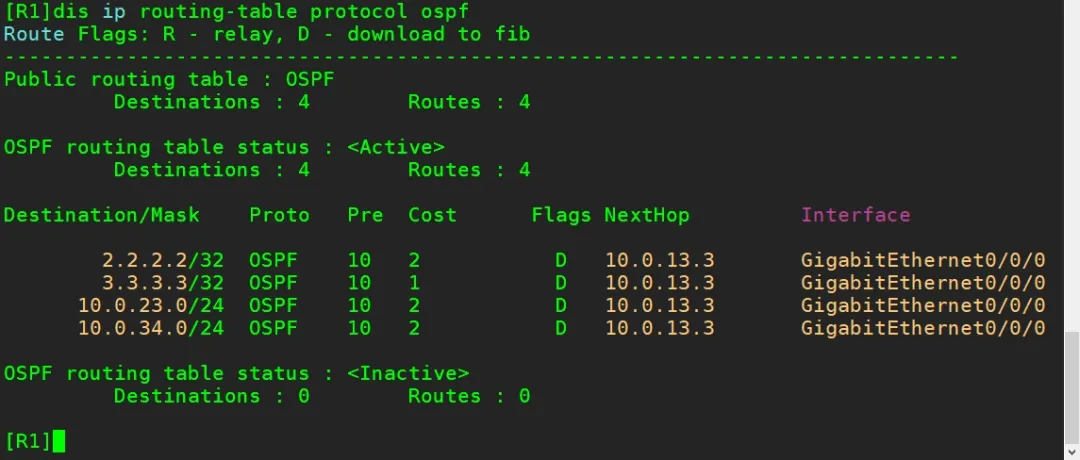 [R1]dis ip routing-table protocol ospf
Route Flags: R - relay, D - download to fib
------------------------------------------------------------------------------
Public routing table : OSPF
         Destinations : 4        Routes : 4

OSPF routing table status : <Active>
         Destinations : 4        Routes : 4

Destination/Mask    Proto   Pre  Cost      Flags NextHop         Interface

        2.2.2.2/32  OSPF    10   2           D   10.0.13.3       GigabitEthernet0/0/0
        3.3.3.3/32  OSPF    10   1           D   10.0.13.3       GigabitEthernet0/0/0
      10.0.23.0/24  OSPF    10   2           D   10.0.13.3       GigabitEthernet0/0/0
      10.0.34.0/24  OSPF    10   2           D   10.0.13.3       GigabitEthernet0/0/0

OSPF routing table status : <Inactive>
         Destinations : 0        Routes : 0

[R1]